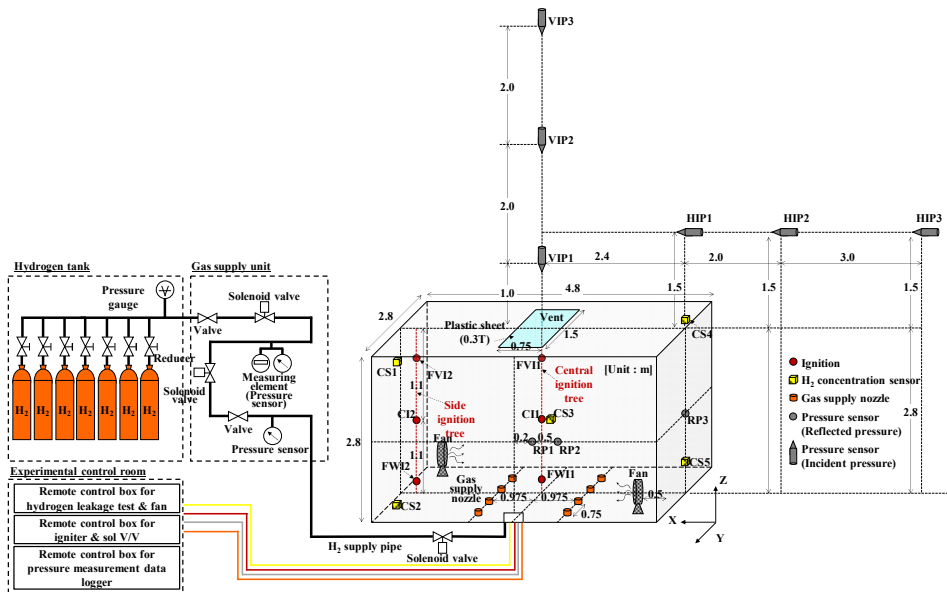 VIP3
2.0
VIP2
2.0
HIP1
HIP2
HIP3
VIP1
2.4
2.0
3.0
1.5
1.5
1.5
1.0
4.8
2.8
Hydrogen tank
Gas supply unit
Pressure
gauge
Solenoid valve
Valve
Reducer
Solenoid
valve
Measuring
element
(Pressure
sensor)
Valve
Pressure sensor
H2
H2
H2
H2
H2
H2
H2
Plastic sheet
(0.3T)
Vent
0.75
1.5
CS4
CS1
FVI2
FVI1
[Unit : m]
1.1
Side
ignition
tree
Central
ignition
tree
CI2
CI1
CS3
RP3
2.8
1.1
0.2
0.5
RP1
RP2
Fan
FWI2
FWI1
CS5
Gas
supply
nozzle
0.975
0.975
0.75
Fan
0.5
CS2
Z
X
Y
Ignition
H2 concentration sensor
Gas supply nozzle
Pressure sensor
(Reflected pressure)
Pressure sensor
(Incident pressure)
2.8
Experimental control room
Remote control box for
hydrogen leakage test & fan
Remote control box for
igniter & sol V/V
Remote control box for
pressure measurement data
logger
H2 supply pipe
Solenoid valve